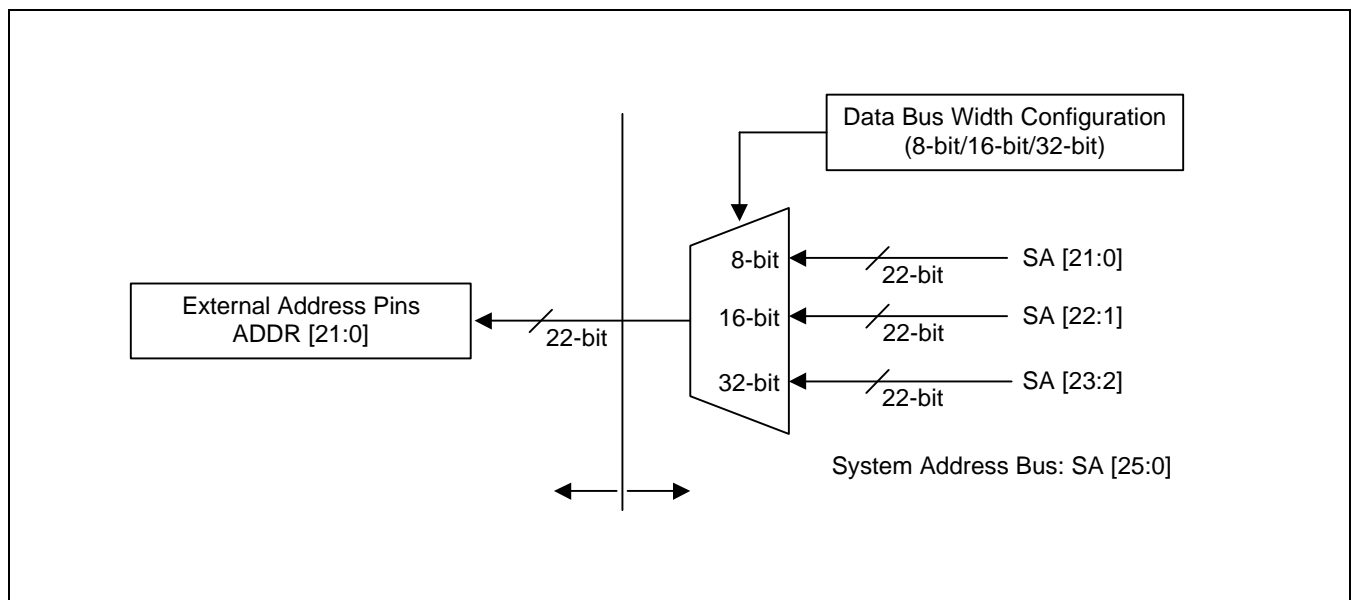 Data Bus Width Configuration
(8-bit/16-bit/32-bit)
8-bit
22-bit
SA [21:0]
External Address Pins
ADDR [21:0]
22-bit
16-bit
22-bit
SA [22:1]
32-bit
22-bit
SA [23:2]
System Address Bus: SA [25:0]